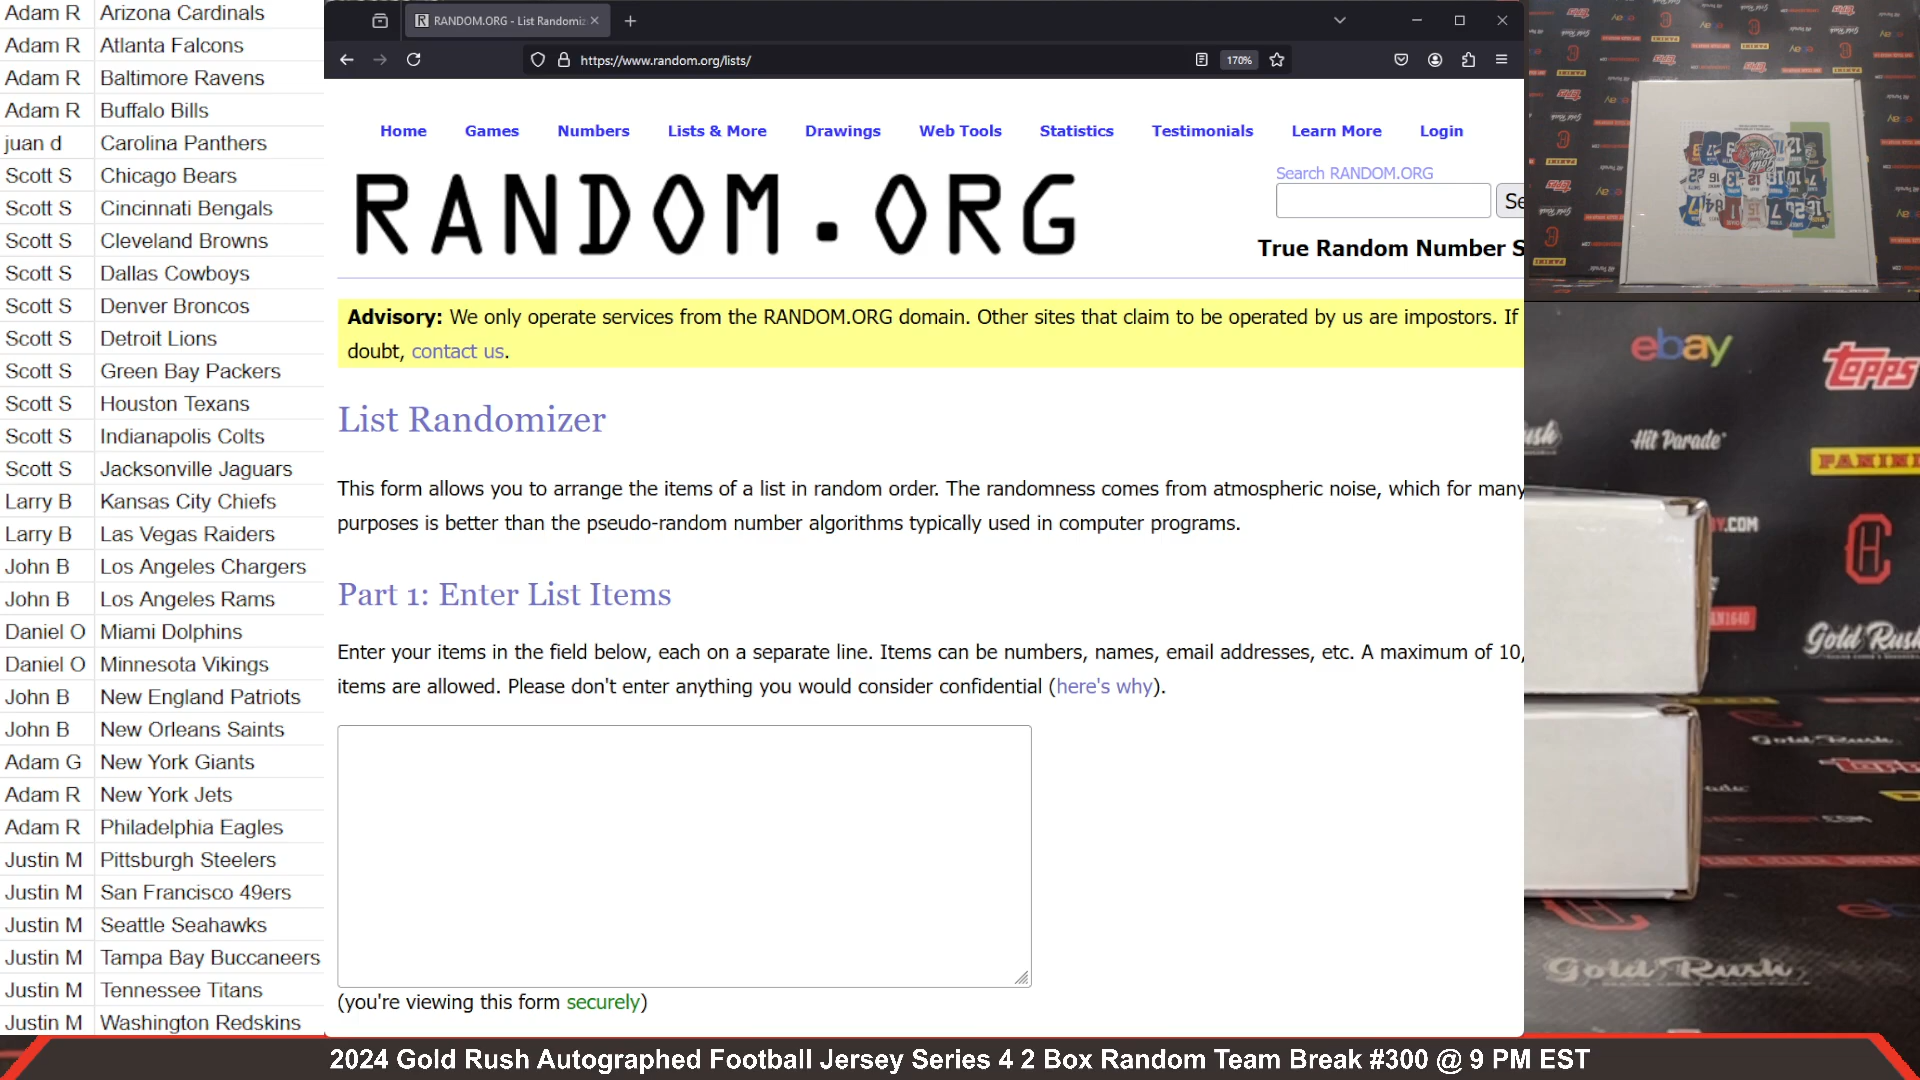 Adam R Arizona Cardinals
Adam R Atlanta Falcons
Adam R Baltimore Ravens
Adam R Buffalo Bills
juan d Carolina Panthers
Scott S Chicago Bears
Scott S Cincinnati Bengals
Scott S Cleveland Browns
Scott S Dallas Cowboys
Scott S Denver Broncos
Scott S Detroit Lions
Scott S Green Bay Packers
Scott S Houston Texans
Scott S Indianapolis Colts
Scott S Jacksonville Jaguars
Larry B Kansas City Chiefs
Larry B Las Vegas Raiders
John B Los Angeles Chargers
John B Los Angeles Rams
Daniel O Miami Dolphins
Daniel O Minnesota Vikings
John B New England Patriots
John B New Orleans Saints
Adam G New York Giants
Adam R New York Jets
Adam R Philadelphia Eagles
Justin M Pittsburgh Steelers
Justin M San Francisco 49ers
Justin M Seattle Seahawks
Justin M Tampa Bay Buccaneers
Justin M Tennessee Titans
Justin M Washington Redskins
RANDOM.ORG - List Randomiz
https://www.random.org/lists/
170%
Home Games Numbers Lists & More Drawings Web Tools Statistics Testimonials Learn More Login
RANDOM.ORG
Search RANDOM.ORG
Se
True Random Number S
Advisory: We only operate services from the RANDOM.ORG domain. Other sites that claim to be operated by us are impostors. If
doubt, contact us.
List Randomizer
This form allows you to arrange the items of a list in random order. The randomness comes from atmospheric noise, which for many
purposes is better than the pseudo-random number algorithms typically used in computer programs.
Part 1: Enter List Items
Enter your items in the field below, each on a separate line. Items can be numbers, names, email addresses, etc. A maximum of 10,
items are allowed. Please don't enter anything you would consider confidential (here's why).
(you're viewing this form securely)
ebay
topps
Hit Parade
PANINI
.COM
Gold Rush
Gold Rush
Gold Rush
2024 Gold Rush Autographed Football Jersey Series 4 2 Box Random Team Break #300 @ 9 PM EST